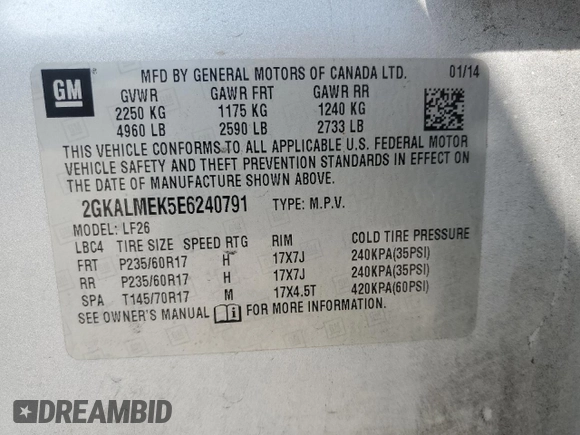 GM
MFD BY GENERAL MOTORS OF CANADA LTD. 01/14
GVWR GAWR FRT GAWR RR
2250 KG 1175 KG 1240 KG
4960 LB 2590 LB 2733 LB
THIS VEHICLE CONFORMS TO ALL APPLICABLE U.S. FEDERAL MOTOR
VEHICLE SAFETY AND THEFT PREVENTION STANDARDS IN EFFECT ON
THE DATE OF MANUFACTURE SHOWN ABOVE.
2GKALMEK5E6240791 TYPE: M.P.V.
MODEL: LF26
LBC4 TIRE SIZE SPEED RTG RIM COLD TIRE PRESSURE
FRT P235/60R17 H 17X7J 240KPA(35PSI)
RR P235/60R17 H 17X7J 240KPA(35PSI)
SPA T145/70R17 M 17X4.5T 420KPA(60PSI)
SEE OWNER'S MANUAL FOR MORE INFORMATION.
DREAMBID